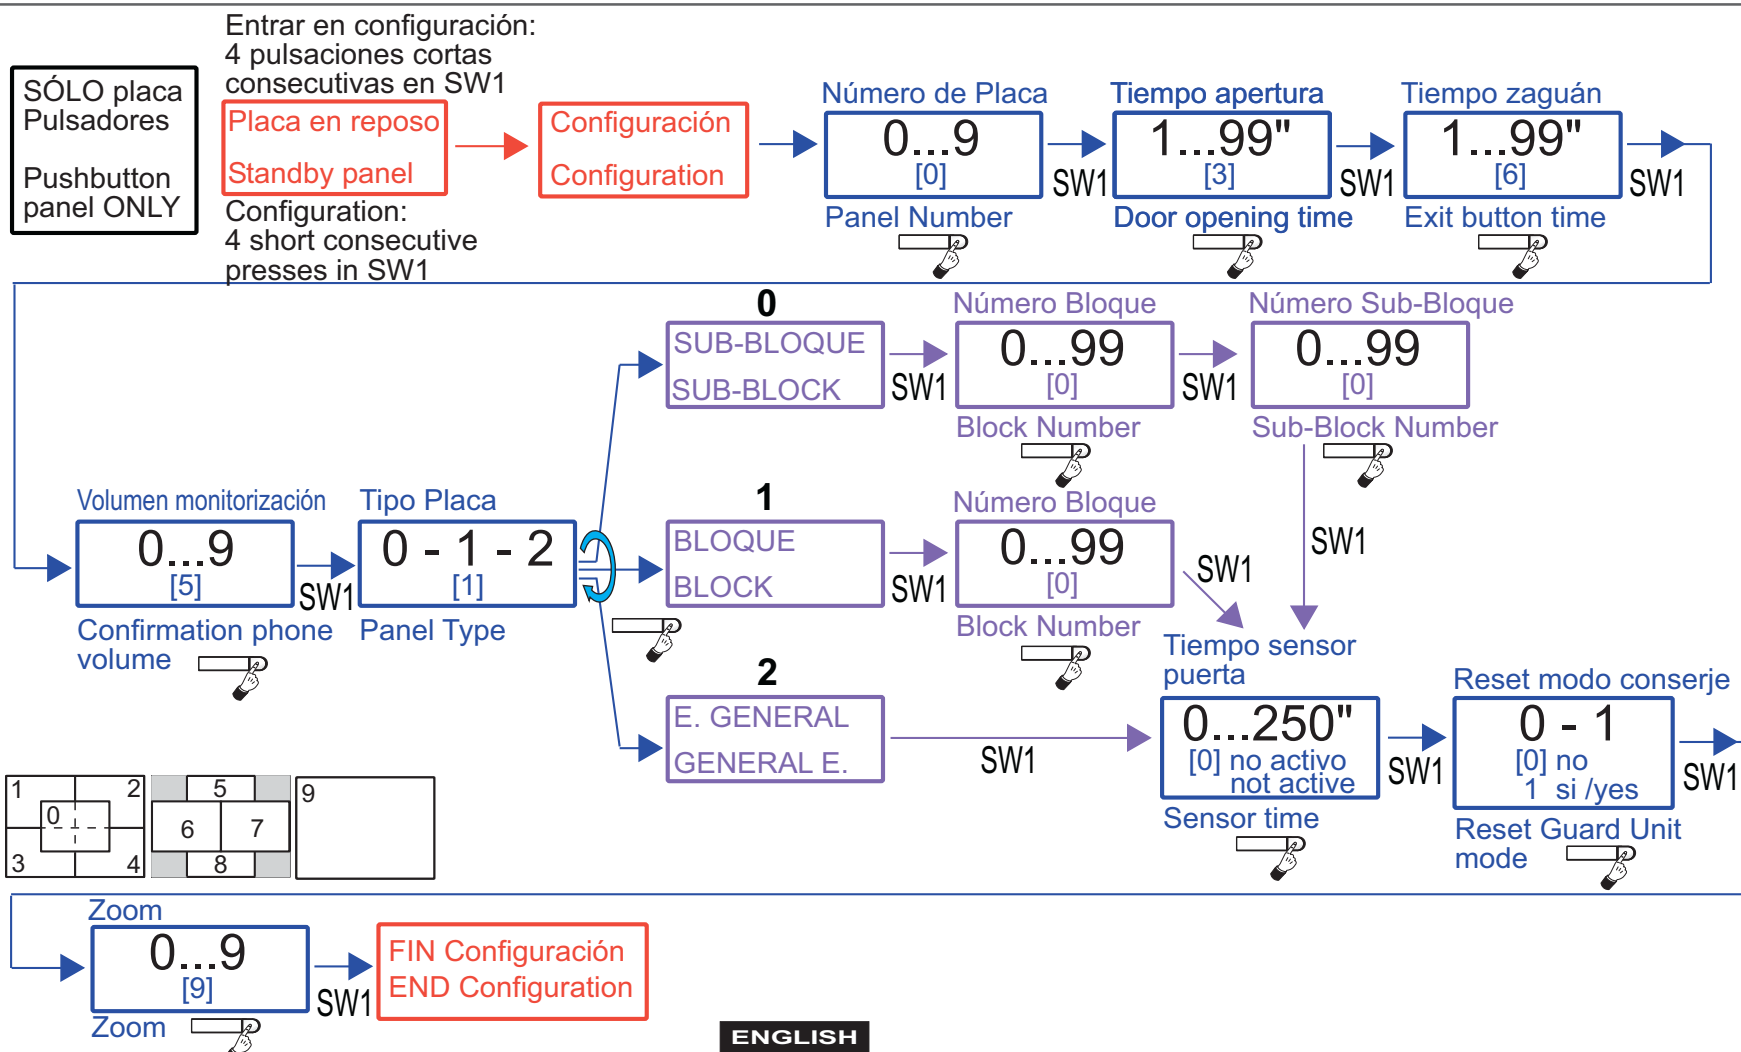 Entrar en configuración:
4 pulsaciones cortas
consecutivas en SW1
SÓLO placa
Pulsadores
Pushbutton
panel ONLY
Placa en reposo
Standby panel
Configuration:
4 short consecutive
presses in SW1
Configuración
Configuration
Número de Placa
0...9
[0]
Panel Number
SW1
Tiempo apertura
1...99"
[3]
Door opening time
SW1
Tiempo zaguán
1...99"
[6]
Exit button time
SW1
Volumen monitorización
0...9
[5]
Confirmation phone
volume
SW1
Tipo Placa
0 - 1 - 2
[1]
Panel Type
0
SUB-BLOQUE
SUB-BLOCK
SW1
Número Bloque
0...99
[0]
Block Number
SW1
Número Sub-Bloque
0...99
[0]
Sub-Block Number
SW1
1
BLOQUE
BLOCK
SW1
Número Bloque
0...99
[0]
Block Number
SW1
2
E. GENERAL
GENERAL E.
SW1
Tiempo sensor
puerta
0...250"
[0] no activo
not active
Sensor time
SW1
Reset modo conserje
0 - 1
[0] no
1 si /yes
Reset Guard Unit
mode
SW1
1 2
0
3 4
5
6 7
8
9
Zoom
0...9
[9]
Zoom
SW1
FIN Configuración
END Configuration
ENGLISH